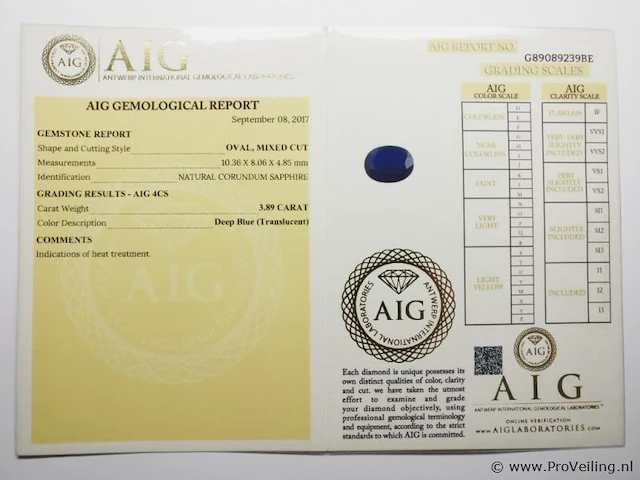 AIG
AIG
ANTWERP INTERNATIONAL GEMOLOGICAL LABORATORIES
AIG GEMOLOGICAL REPORT
September 08, 2017
GEMSTONE REPORT
Shape and Cutting Style OVAL, MIXED CUT
Measurements 10.36 X 8.06 X 4.85 mm
Identification NATURAL CORUNDUM SAPPHIRE
GRADING RESULTS - AIG 4CS
Carat Weight 3.89 CARAT
Color Description Deep Blue (Translucent)
COMMENTS
Indications of heat treatment.
AIG
ANTWERP INTERNATIONAL GEMOLOGICAL LABORATORIES
AIG
Each diamond is unique possesses its
own distinct qualities of color, clarity
and cut. we have taken the utmost
effort to examine and grade
your diamond objectively, using
professional gemological terminology
and equipment, according to the strict
standards to which AIG is committed.
AIG REPORT NO.
G89089239BE
GRADING SCALES
AIG
COLOR SCALE
COLORLESS
NEAR
COLORLESS
FAINT
VERY
LIGHT
LIGHT
YELLOW
AIG
CLARITY SCALE
FLAWLESS IF
VERY VERY
SLIGHTLY
INCLUDED
VVS1
VVS2
VERY
SLIGHTLY
INCLUDED
VS1
VS2
SLIGHTLY
INCLUDED
SI1
SI2
SI3
INCLUDED
I1
I2
I3
AIG
AIG
ANTWERP INTERNATIONAL GEMOLOGICAL LABORATORIES
ONLINE VERIFICATION
www.AIGLABORATORIES.com
© www.ProVeiling.nl